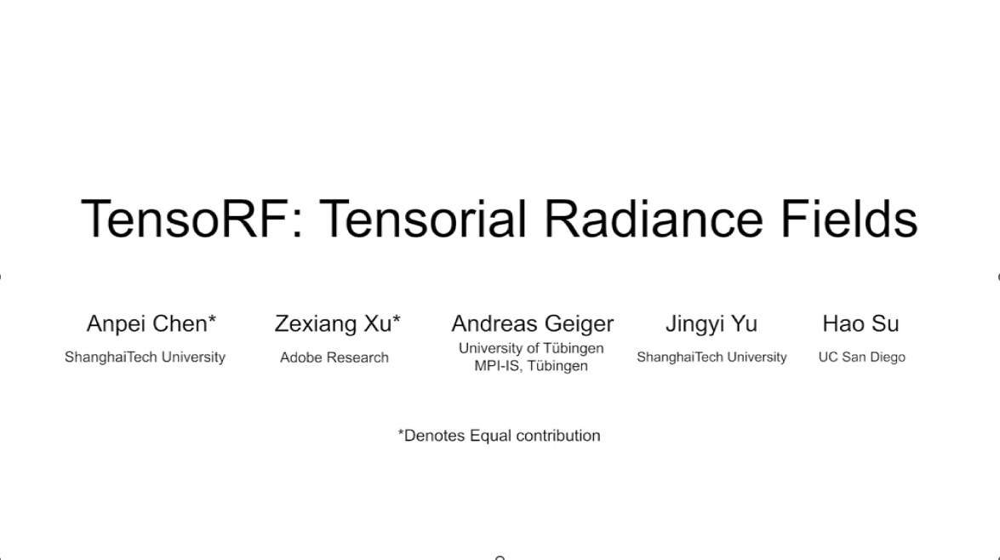 TensoRF: Tensorial Radiance Fields
Anpei Chen*
ShanghaiTech University
Zexiang Xu*
Adobe Research
Andreas Geiger
University of Tübingen
MPI-IS, Tübingen
Jingyi Yu
ShanghaiTech University
Hao Su
UC San Diego
*Denotes Equal contribution